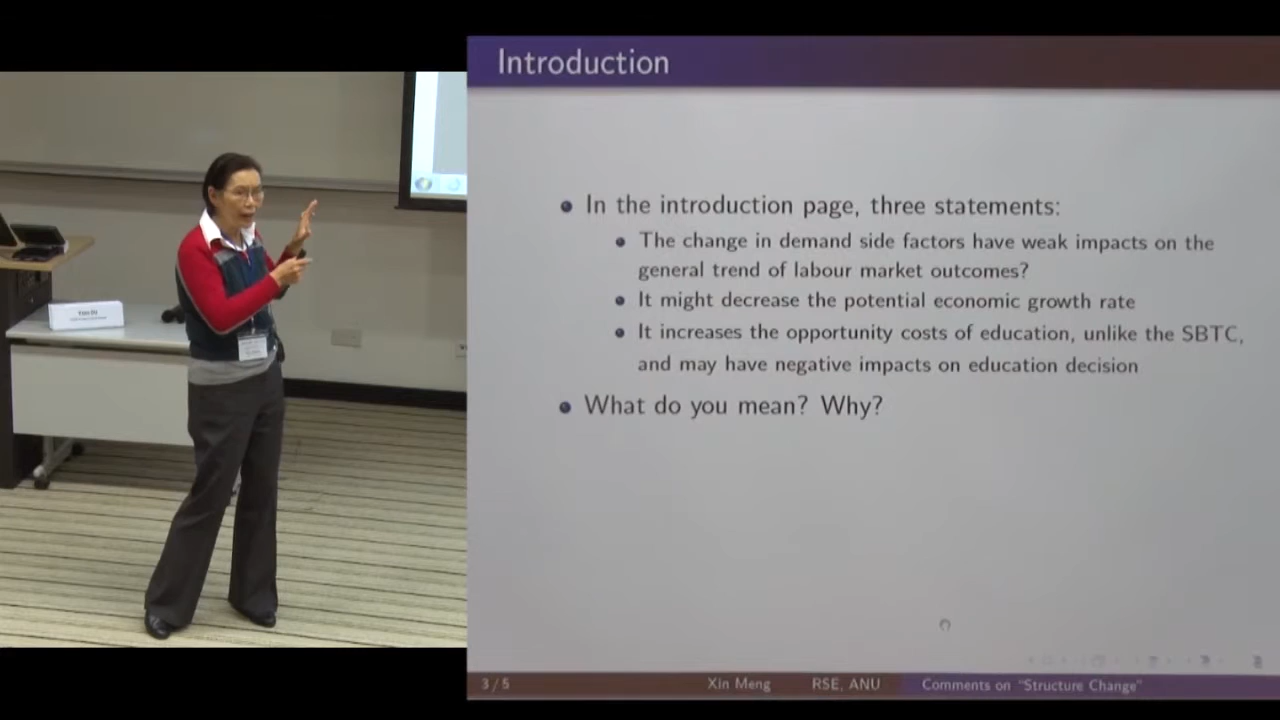 Introduction
In the introduction page, three statements:
The change in demand side factors have weak impacts on the
general trend of labour market outcomes?
It might decrease the potential economic growth rate
It increases the opportunity costs of education, unlike the SBTC,
and may have negative impacts on education decision
What do you mean? Why?
3 / 5 Xin Meng RSE, ANU Comments on "Structure Change"